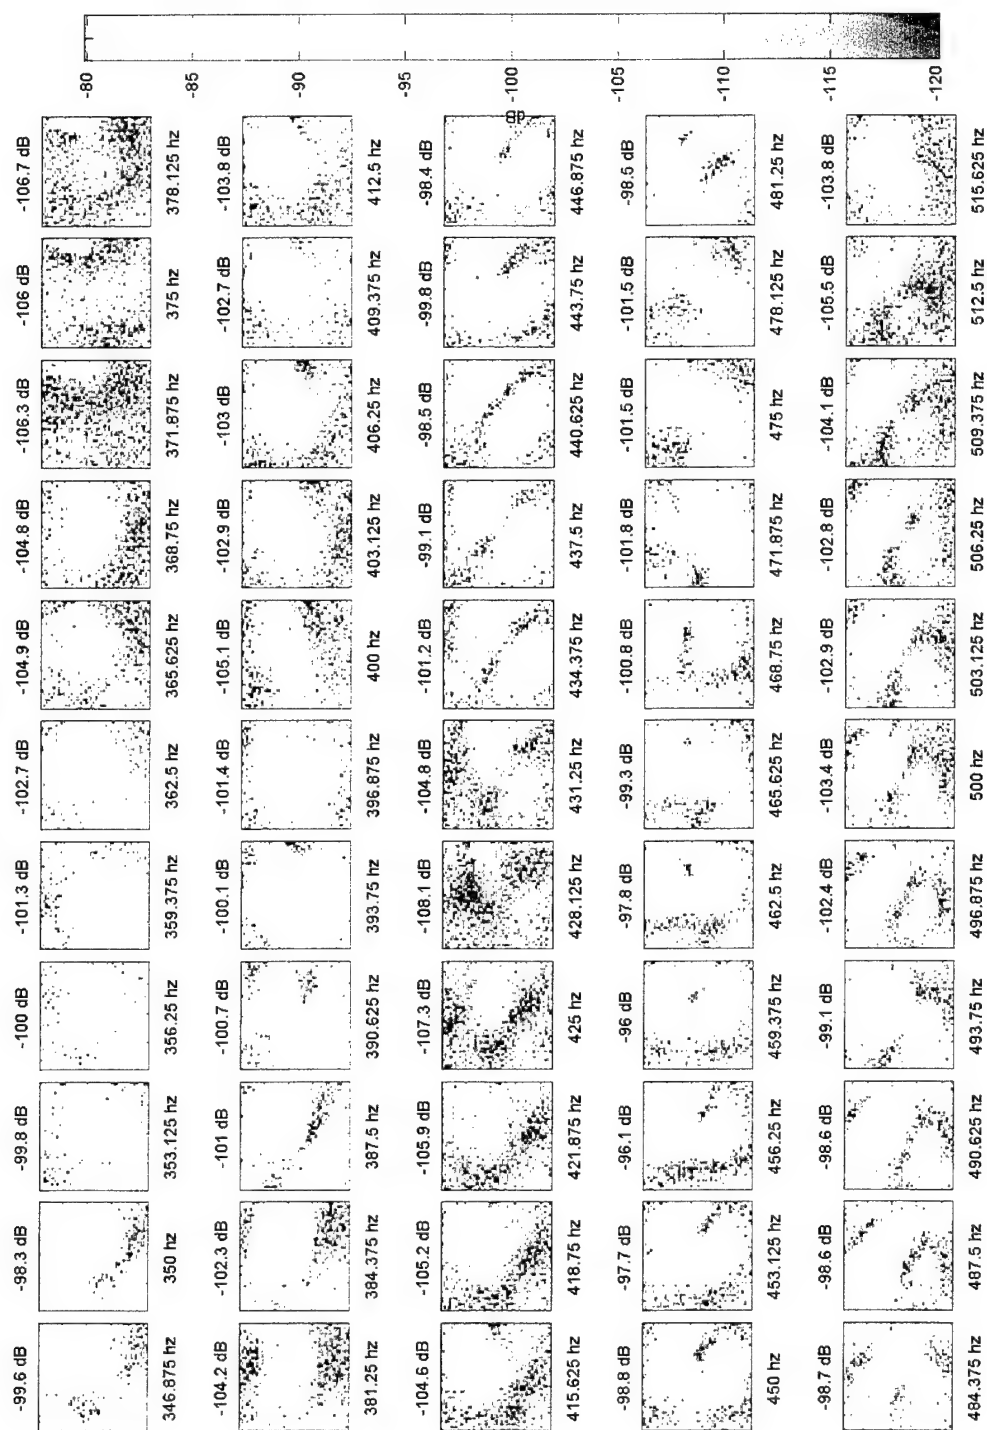 -99.6 dB -98.3 dB -99.8 dB -100 dB -101.3 dB -102.7 dB -104.9 dB -104.8 dB -106.3 dB -106 dB -106.7 dB
346.875 hz 350 hz 353.125 hz 356.25 hz 359.375 hz 362.5 hz 365.625 hz 368.75 hz 371.875 hz 375 hz 378.125 hz
-104.2 dB -102.3 dB -101 dB -100.7 dB -100.1 dB -101.4 dB -105.1 dB -102.9 dB -103 dB -102.7 dB -103.8 dB
381.25 hz 384.375 hz 387.5 hz 390.625 hz 393.75 hz 396.875 hz 400 hz 403.125 hz 406.25 hz 409.375 hz 412.5 hz
-104.6 dB -105.2 dB -105.9 dB -107.3 dB -108.1 dB -104.8 dB -101.2 dB -99.1 dB -98.5 dB -99.8 dB -98.4 dB
415.625 hz 418.75 hz 421.875 hz 425 hz 428.125 hz 431.25 hz 434.375 hz 437.5 hz 440.625 hz 443.75 hz 446.875 hz
-98.8 dB -97.7 dB -96.1 dB -96 dB -97.8 dB -99.3 dB -100.8 dB -101.8 dB -101.5 dB -101.5 dB -98.5 dB
450 hz 453.125 hz 456.25 hz 459.375 hz 462.5 hz 465.625 hz 468.75 hz 471.875 hz 475 hz 478.125 hz 481.25 hz
-98.7 dB -98.6 dB -98.6 dB -99.1 dB -102.4 dB -103.4 dB -102.9 dB -102.8 dB -104.1 dB -105.5 dB -103.8 dB
484.375 hz 487.5 hz 490.625 hz 493.75 hz 496.875 hz 500 hz 503.125 hz 506.25 hz 509.375 hz 512.5 hz 515.625 hz
-80
-85
-90
-95
-100
-105
-110
-115
-120
dB